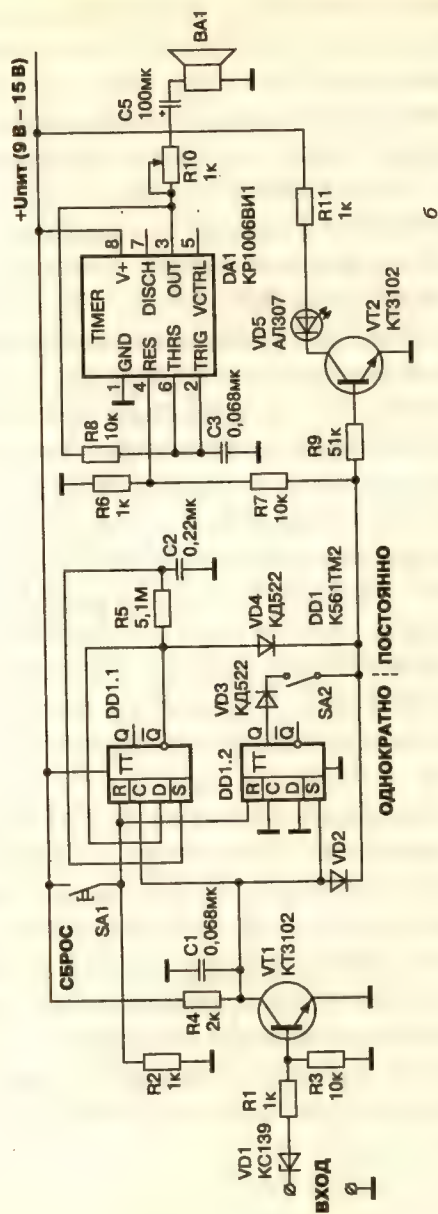 +Uпит (9 В – 15 В)
СБРОС
SA1
R2
1к
R4
2к
C1
0,068мк
VD1
КС139
R1
1к
R3
10к
ВХОД
VT1
КТ3102
DD1.1
TT
R
C
D
S
Q
Q
DD1.2
TT
R
C
D
S
Q
Q
R5
5,1М
C2
0,22мк
VD2
VD3
КД522
VD4
КД522
SA2
ОДНОКРАТНО ПОСТОЯННО
DD1
К561ТМ2
R6
1к
R7
10к
R8
10к
C3
0,068мк
TIMER
1 GND
4 RES
6 THRS
2 TRIG
V+ 8
DISCH 7
OUT 3
VCTRL 5
DA1
КР1006ВИ1
R9
51к
VD5
АЛ307
VT2
КТ3102
R10
1к
R11
1к
C5
100мк
+
BA1
б